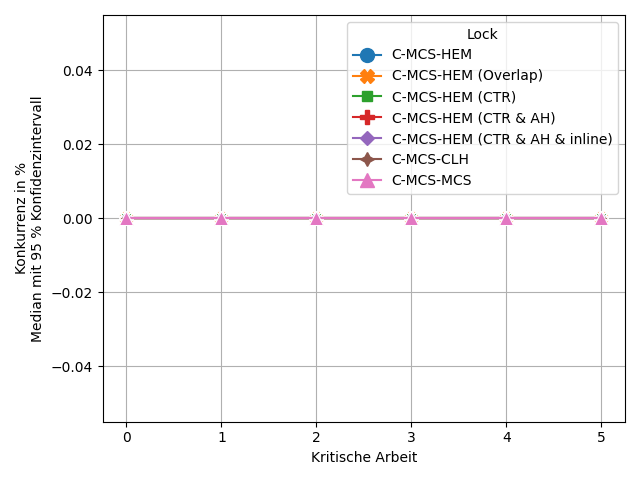 Lock
C-MCS-HEM
C-MCS-HEM (Overlap)
C-MCS-HEM (CTR)
C-MCS-HEM (CTR & AH)
C-MCS-HEM (CTR & AH & inline)
C-MCS-CLH
C-MCS-MCS
Konkurrenz in %
Median mit 95 % Konfidenzintervall
0.04
0.02
0.00
−0.02
−0.04
0 1 2 3 4 5
Kritische Arbeit